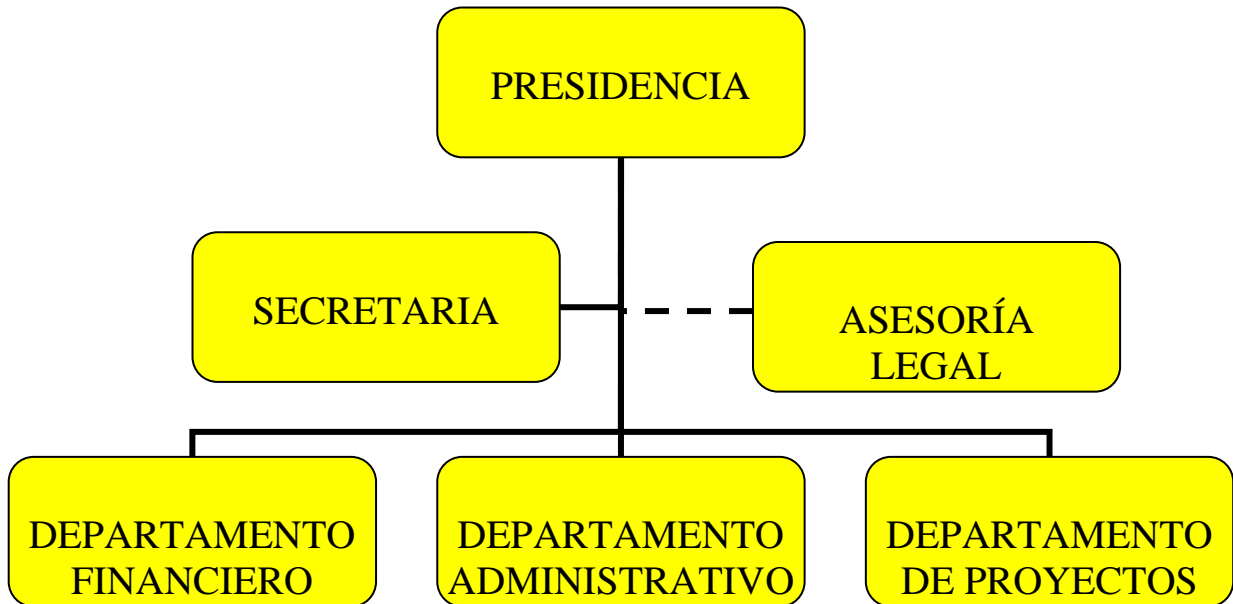 PRESIDENCIA
SECRETARIA
ASESORÍA
LEGAL
DEPARTAMENTO
FINANCIERO
DEPARTAMENTO
ADMINISTRATIVO
DEPARTAMENTO
DE PROYECTOS